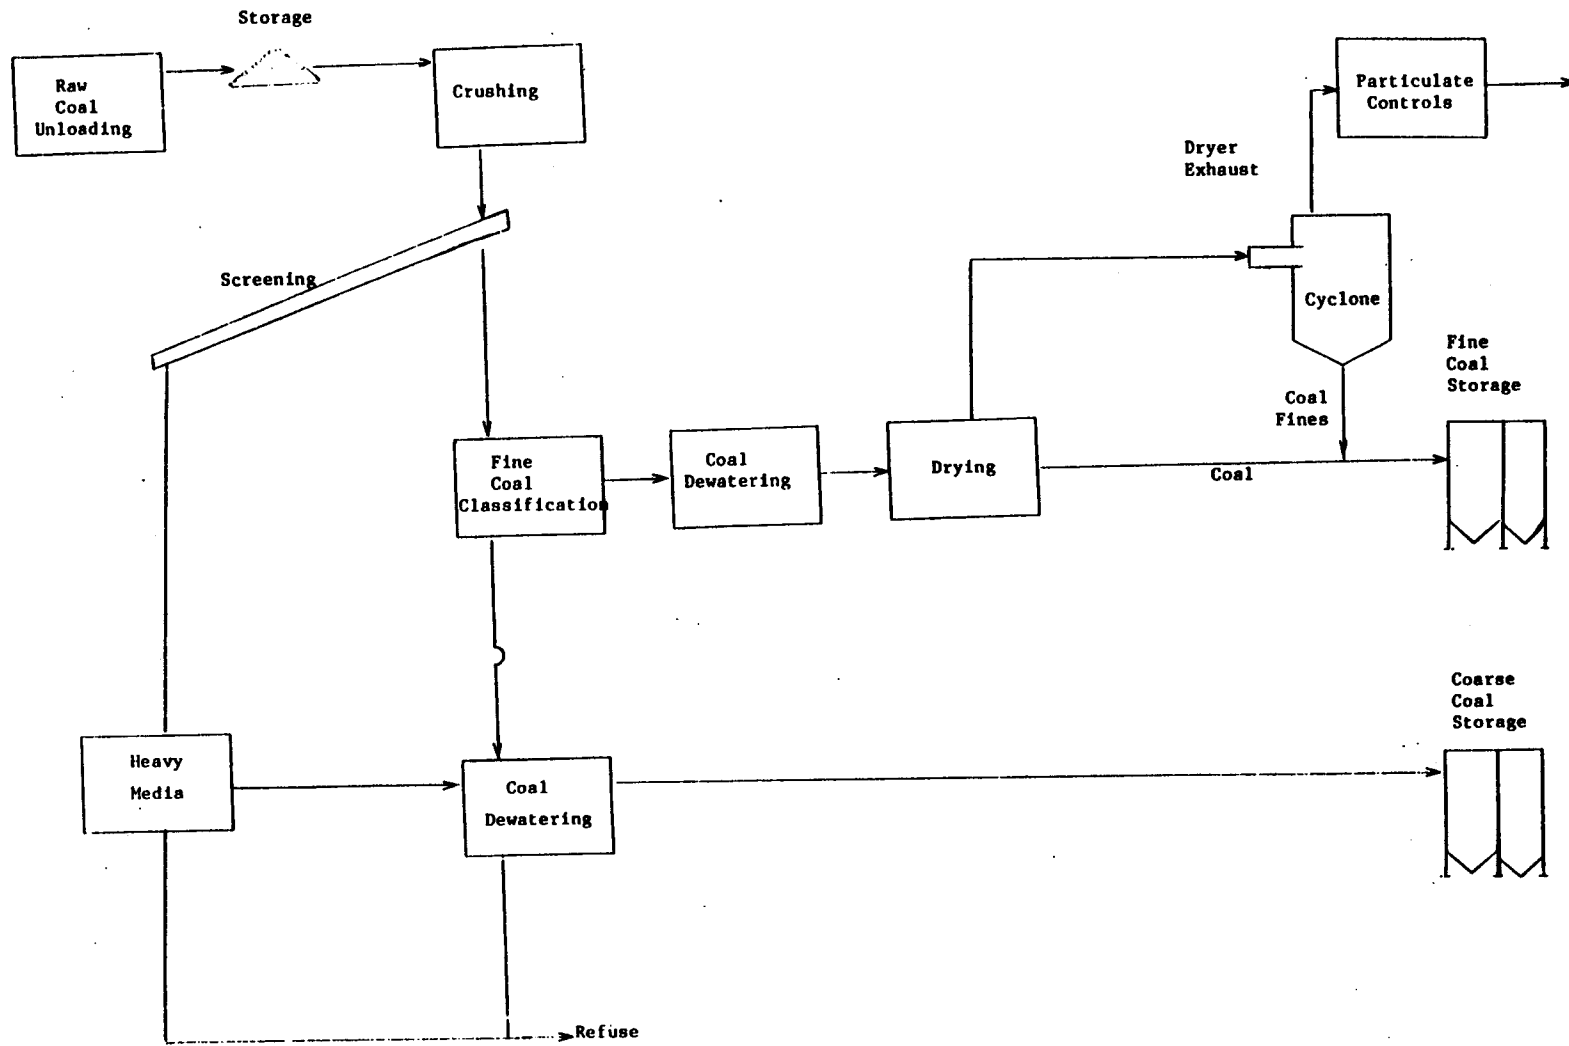 Storage
Raw
Coal
Unloading
Crushing
Particulate
Controls
Dryer
Exhaust
Screening
Cyclone
Fine
Coal
Storage
Coal
Fines
Fine
Coal
Classification
Coal
Dewatering
Drying
Coal
Coarse
Coal
Storage
Heavy
Media
Coal
Dewatering
Refuse